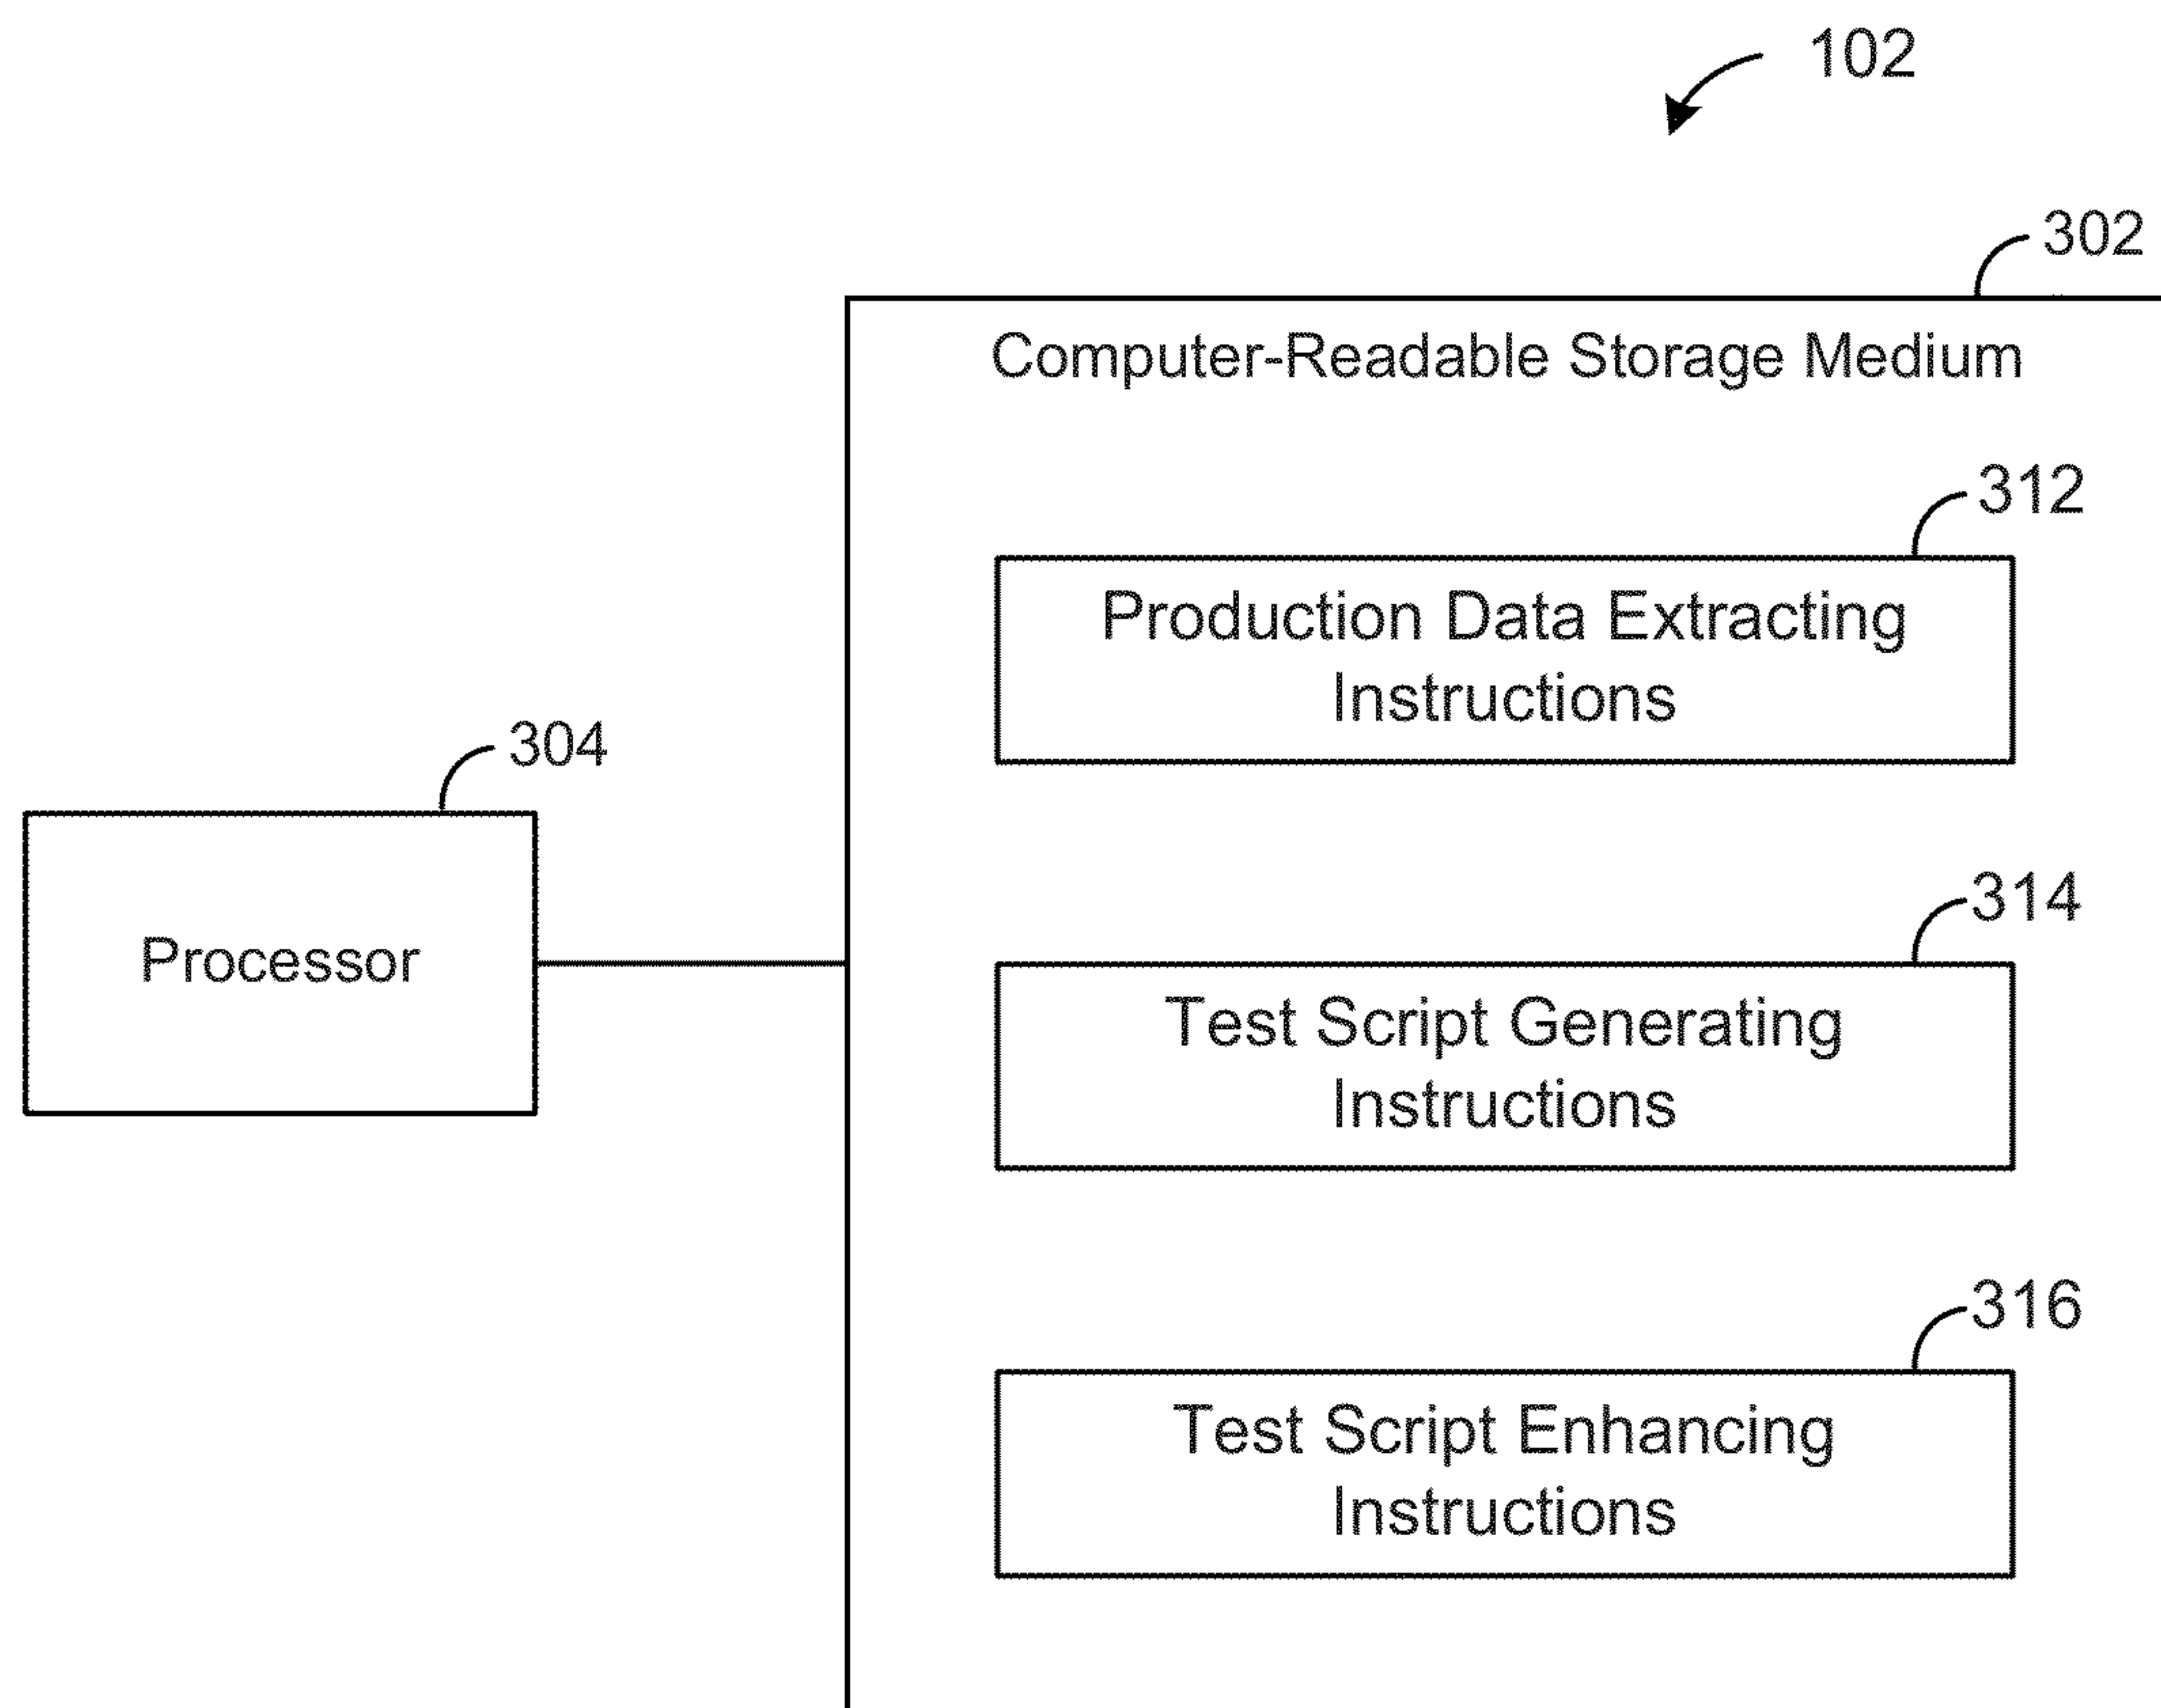 102
302
Computer-Readable Storage Medium
312
Production Data Extracting
Instructions
304
Processor
314
Test Script Generating
Instructions
316
Test Script Enhancing
Instructions